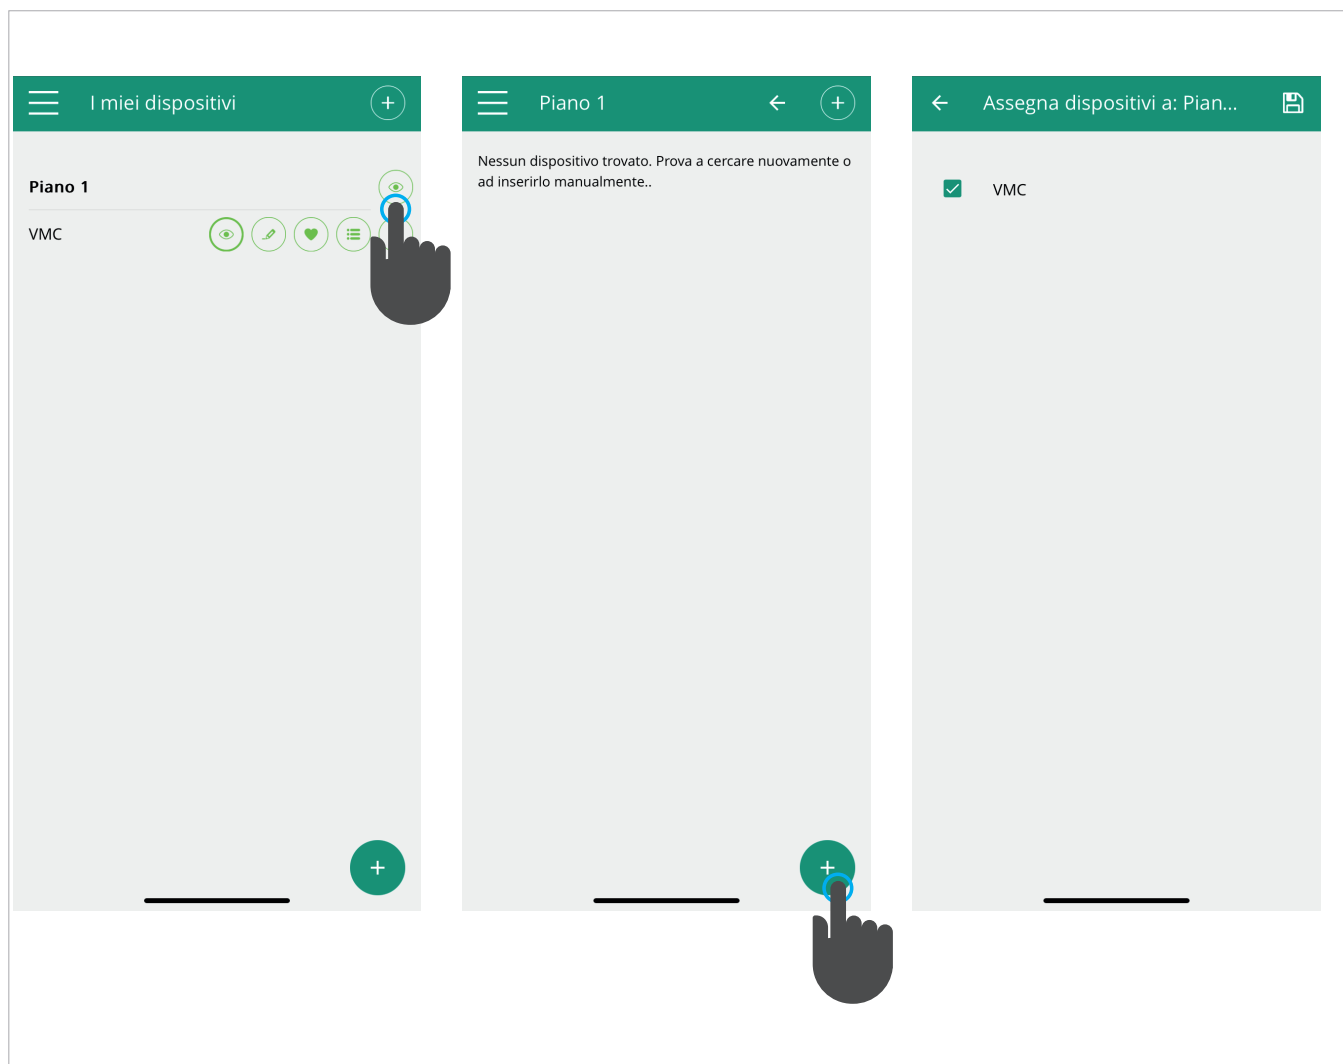 I miei dispositivi
Piano 1
VMC
Piano 1
Nessun dispositivo trovato. Prova a cercare nuovamente o
ad inserirlo manualmente..
Assegna dispositivi a: Pian...
VMC